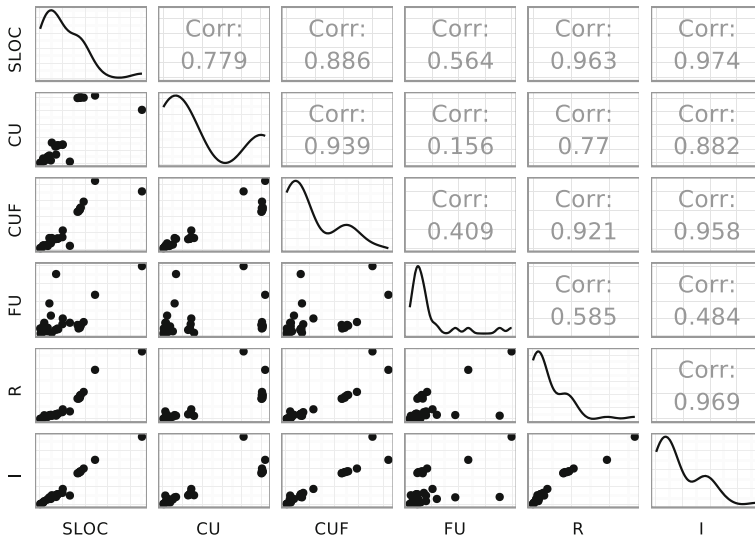 SLOC
Corr:
0.779
Corr:
0.886
Corr:
0.564
Corr:
0.963
Corr:
0.974
CU
Corr:
0.939
Corr:
0.156
Corr:
0.77
Corr:
0.882
CUF
Corr:
0.409
Corr:
0.921
Corr:
0.958
FU
Corr:
0.585
Corr:
0.484
R
Corr:
0.969
I
SLOC
CU
CUF
FU
R
I